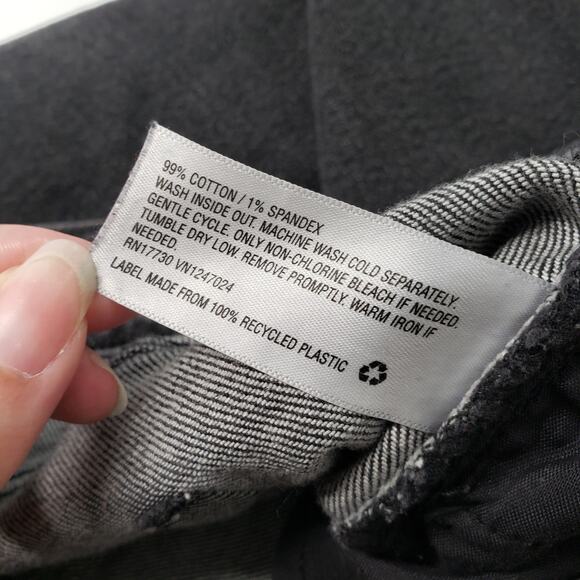 99% COTTON / 1% SPANDEX
WASH INSIDE OUT. MACHINE WASH COLD SEPARATELY.
GENTLE CYCLE. ONLY NON-CHLORINE BLEACH IF NEEDED.
TUMBLE DRY LOW. REMOVE PROMPTLY. WARM IRON IF
NEEDED.
RN17730 VN1247024
LABEL MADE FROM 100% RECYCLED PLASTIC